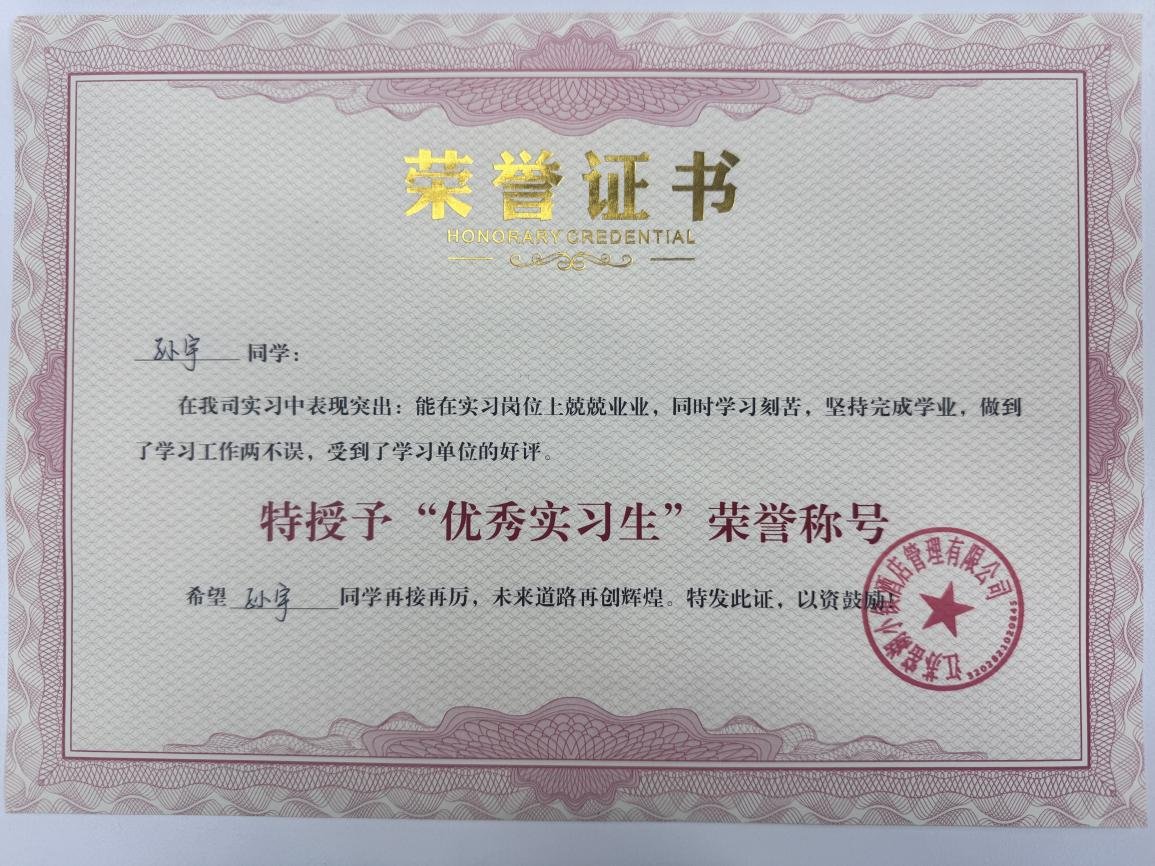 荣誉证书
HONORARY CREDENTIAL
孙宇 同学：
在我司实习中表现突出：能在实习岗位上兢兢业业，同时学习刻苦，坚持完成学业，做到
了学习工作两不误，受到了学习单位的好评。
特授予“优秀实习生”荣誉称号
希望 孙宇 同学再接再厉，未来道路再创辉煌。特发此证，以资鼓励！
小镇酒店管理有限公司